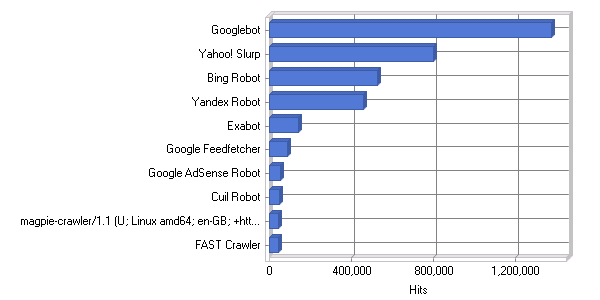 Googlebot
Yahoo! Slurp
Bing Robot
Yandex Robot
Exabot
Google Feedfetcher
Google AdSense Robot
Cuil Robot
magpie-crawler/1.1 (U; Linux amd64; en-GB; +htt...
FAST Crawler
0 400,000 800,000 1,200,000
Hits